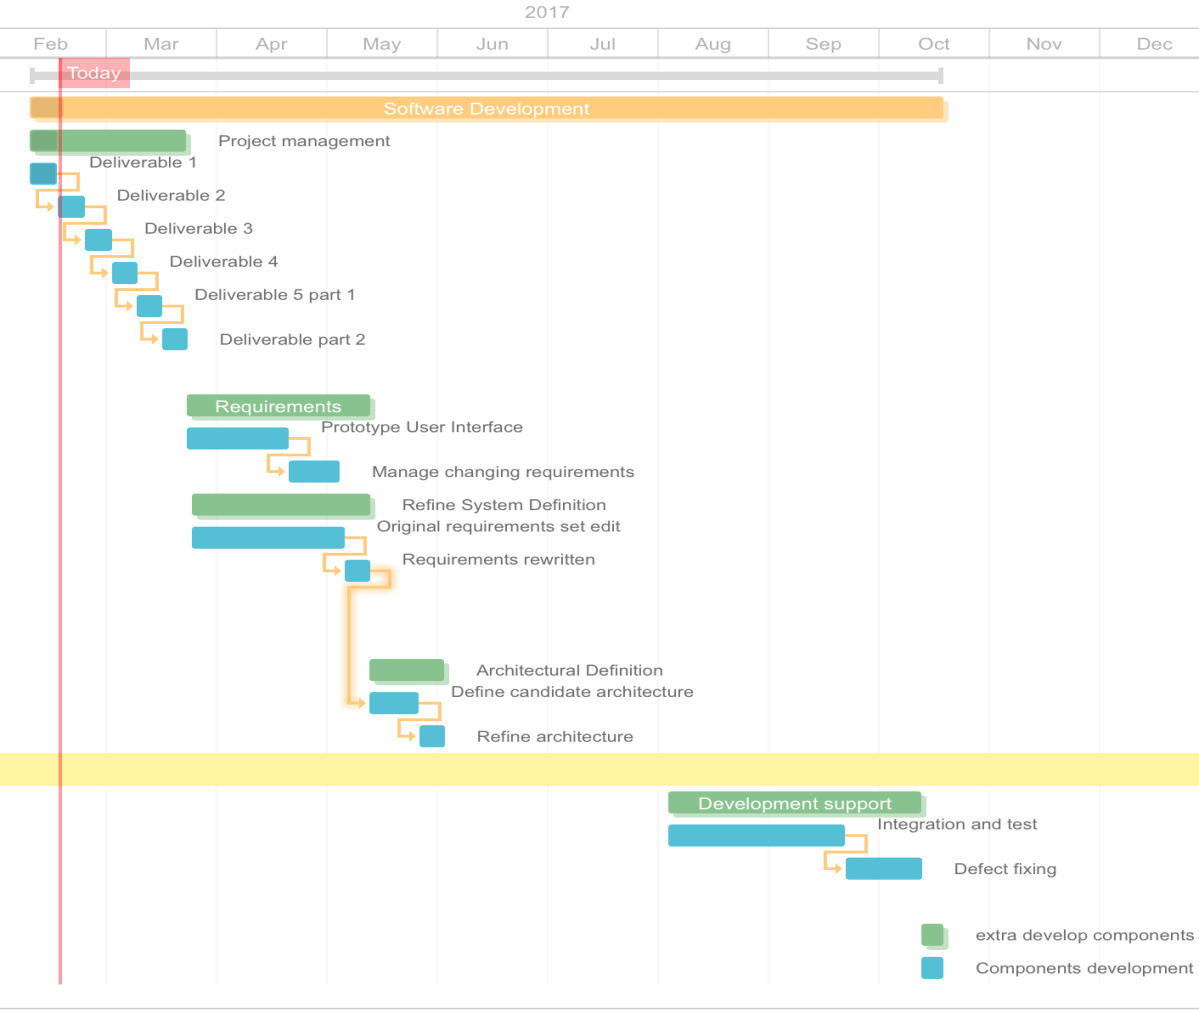 2017
Feb Mar Apr May Jun Jul Aug Sep Oct Nov Dec
Today
Software Development
Project management
Deliverable 1
Deliverable 2
Deliverable 3
Deliverable 4
Deliverable 5 part 1
Deliverable part 2
Requirements
Prototype User Interface
Manage changing requirements
Refine System Definition
Original requirements set edit
Requirements rewritten
Architectural Definition
Define candidate architecture
Refine architecture
Development support
Integration and test
Defect fixing
extra develop components
Components development